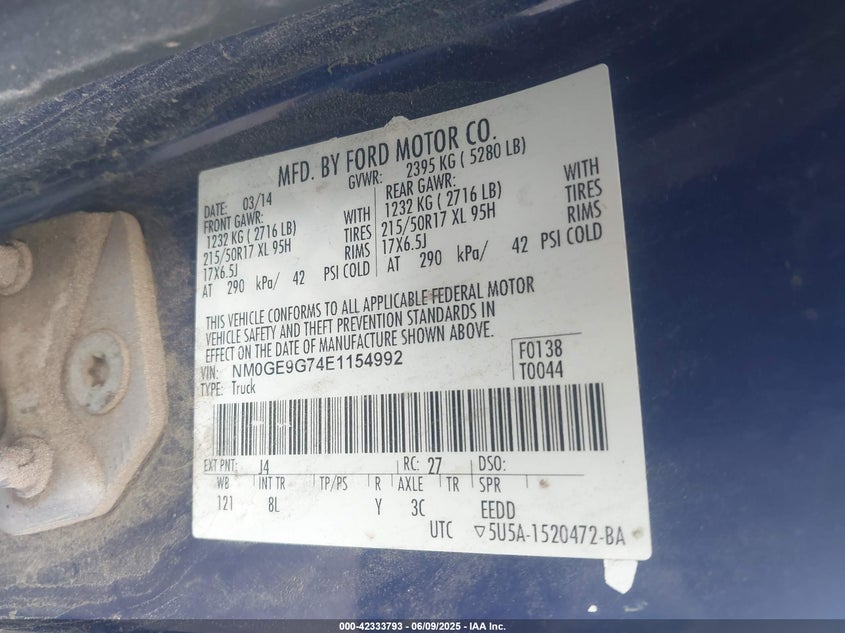 MFD. BY FORD MOTOR CO.
DATE: 03/14 GVWR: 2395 KG ( 5280 LB)
FRONT GAWR: REAR GAWR:
1232 KG ( 2716 LB) WITH 1232 KG ( 2716 LB) WITH
215/50R17 XL 95H TIRES 215/50R17 XL 95H TIRES
17X6.5J RIMS 17X6.5J RIMS
AT 290 kPa/ 42 PSI COLD AT 290 kPa/ 42 PSI COLD
THIS VEHICLE CONFORMS TO ALL APPLICABLE FEDERAL MOTOR
VEHICLE SAFETY AND THEFT PREVENTION STANDARDS IN
EFFECT ON THE DATE OF MANUFACTURE SHOWN ABOVE.
VIN: NM0GE9G74E1154992 F0138
TYPE: Truck T0044
EXT PNT: J4 RC: 27 DSO:
WB INT TR TP/PS R AXLE TR SPR
121 8L Y 3C EEDD
UTC ▽5U5A-1520472-BA
000-42333793 06/09/2025 IAA Inc.